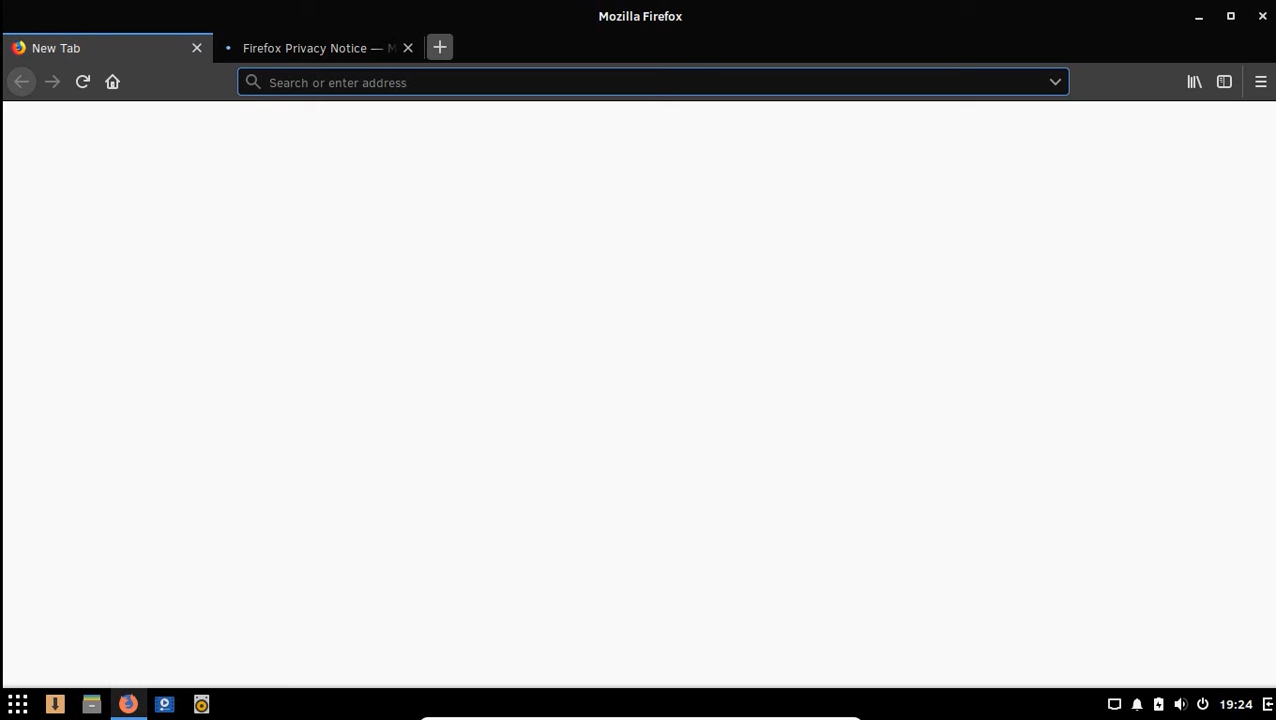 Mozilla Firefox
New Tab
Firefox Privacy Notice —
Search or enter address
19:24